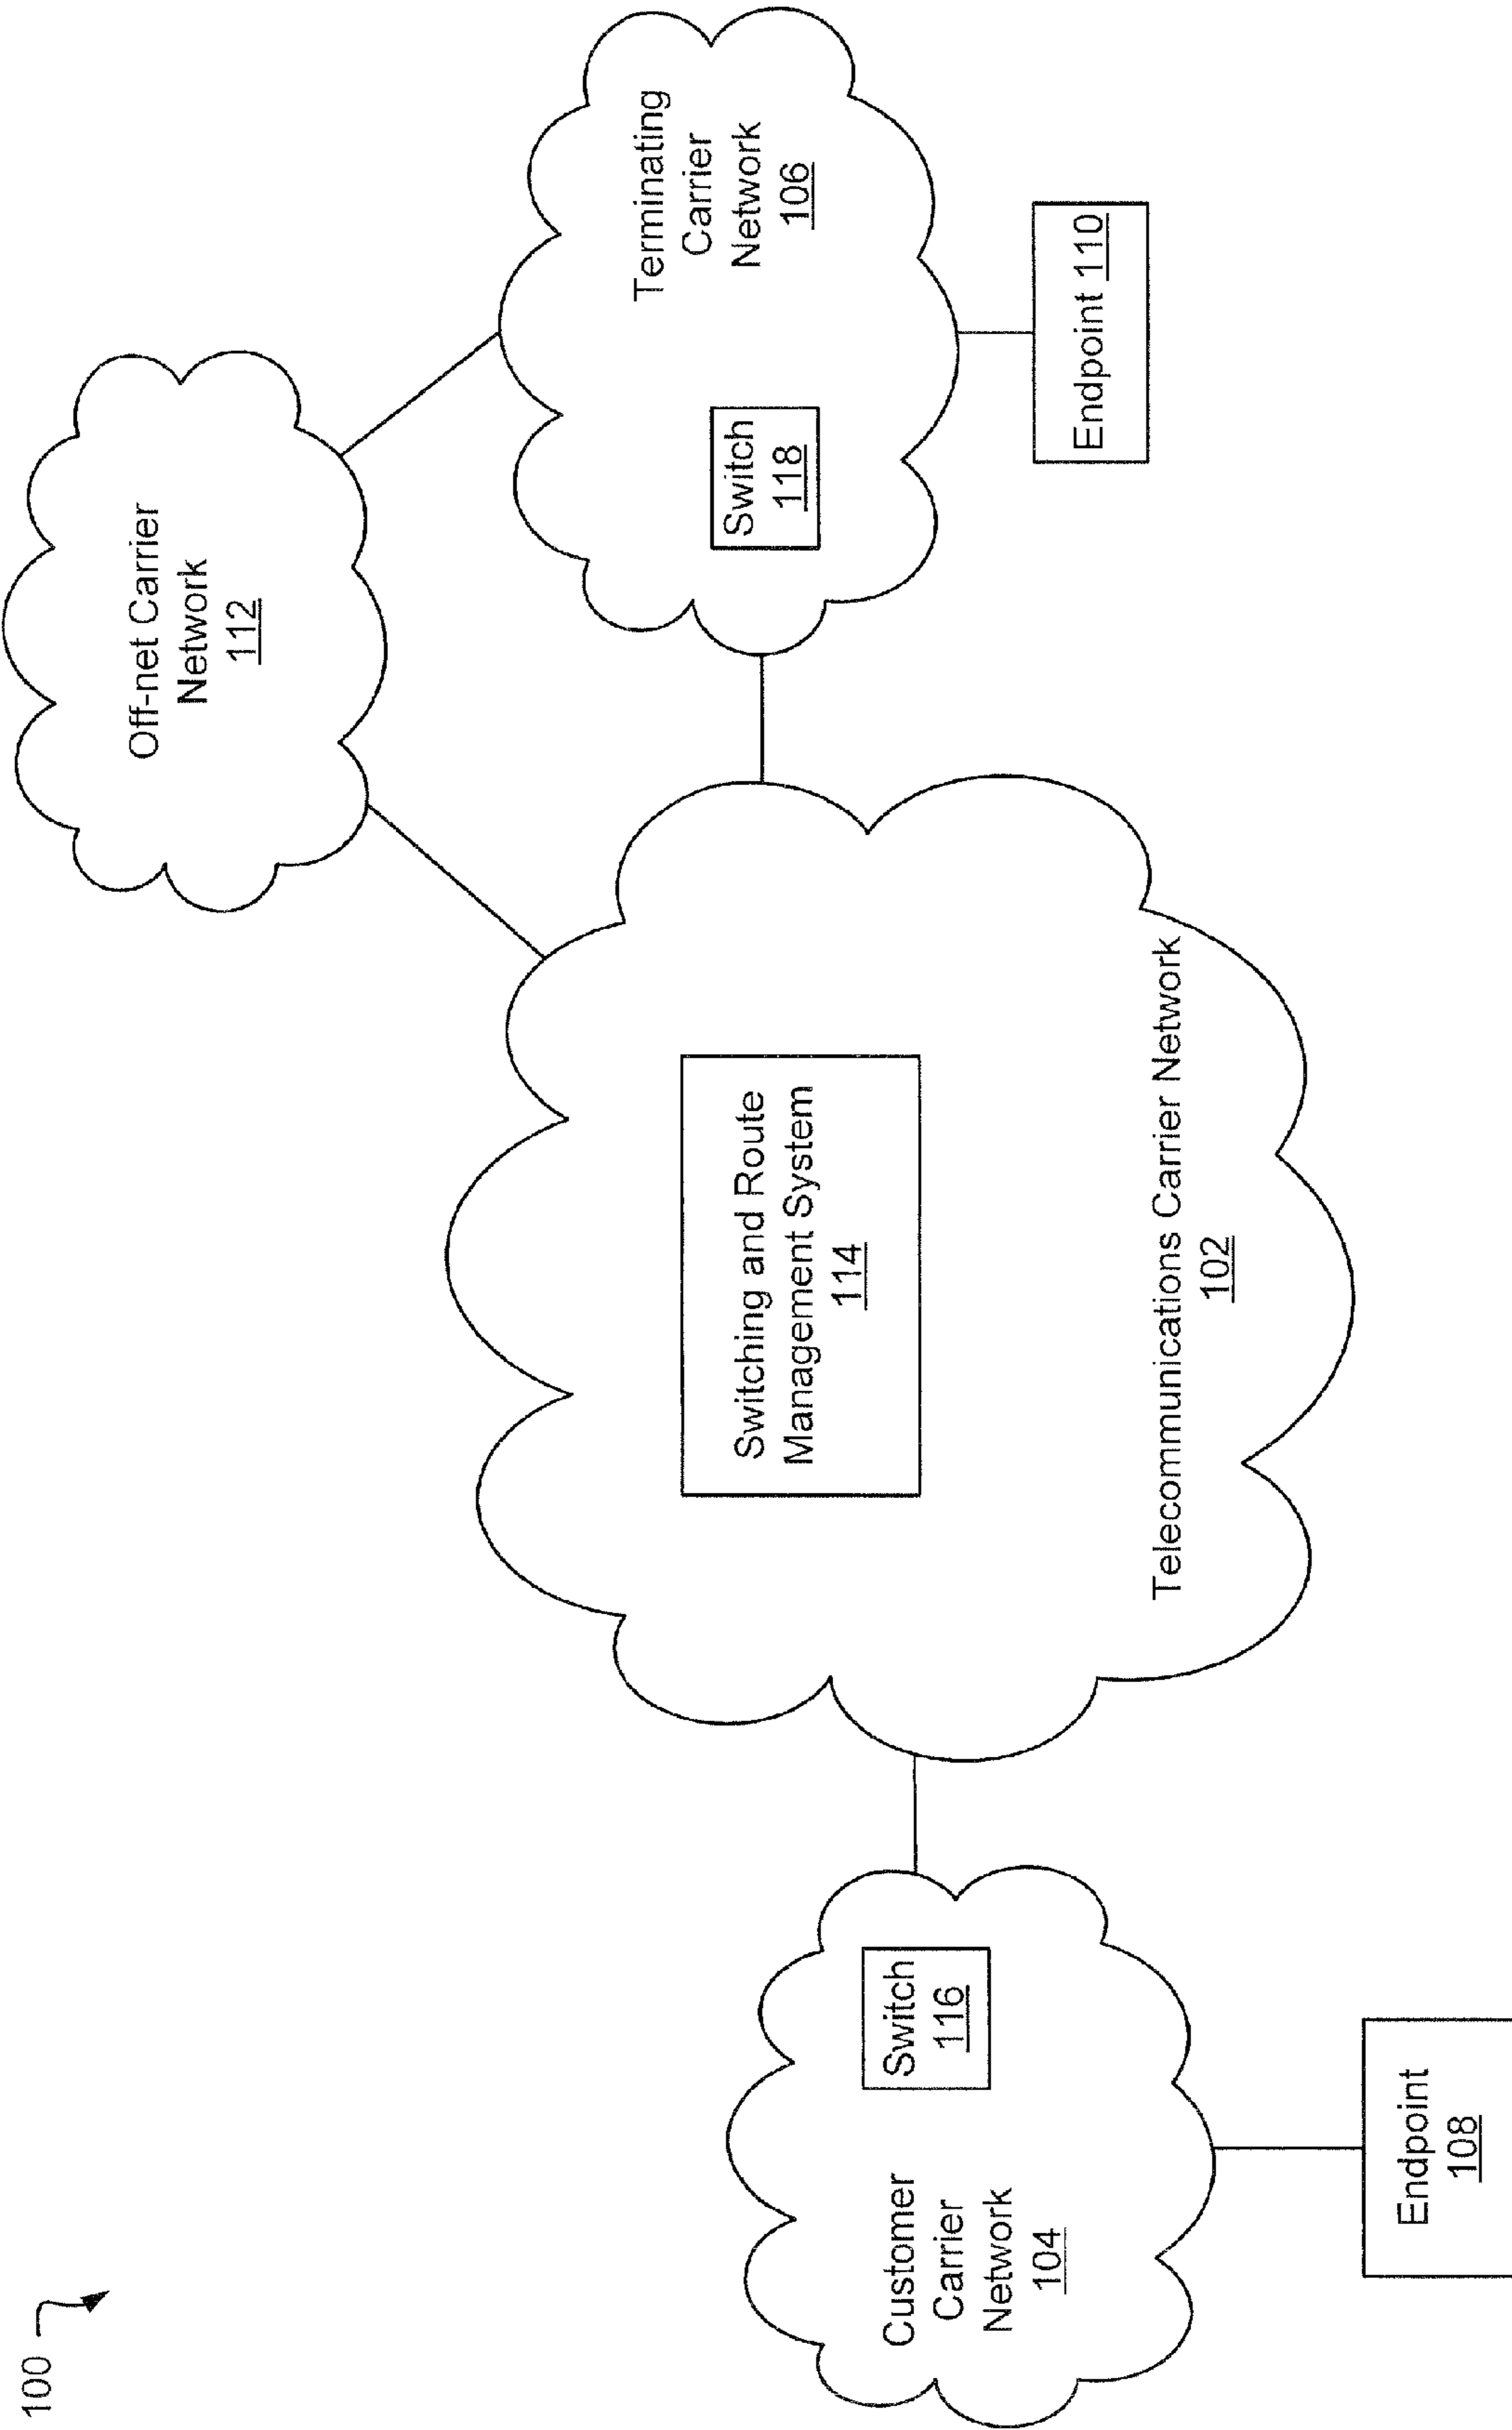 100
Off-net Carrier
Network
112
Terminating
Carrier
Network
106
Switch
118
Endpoint 110
Switching and Route
Management System
114
Telecommunications Carrier Network
102
Switch
116
Customer
Carrier
Network
104
Endpoint
108